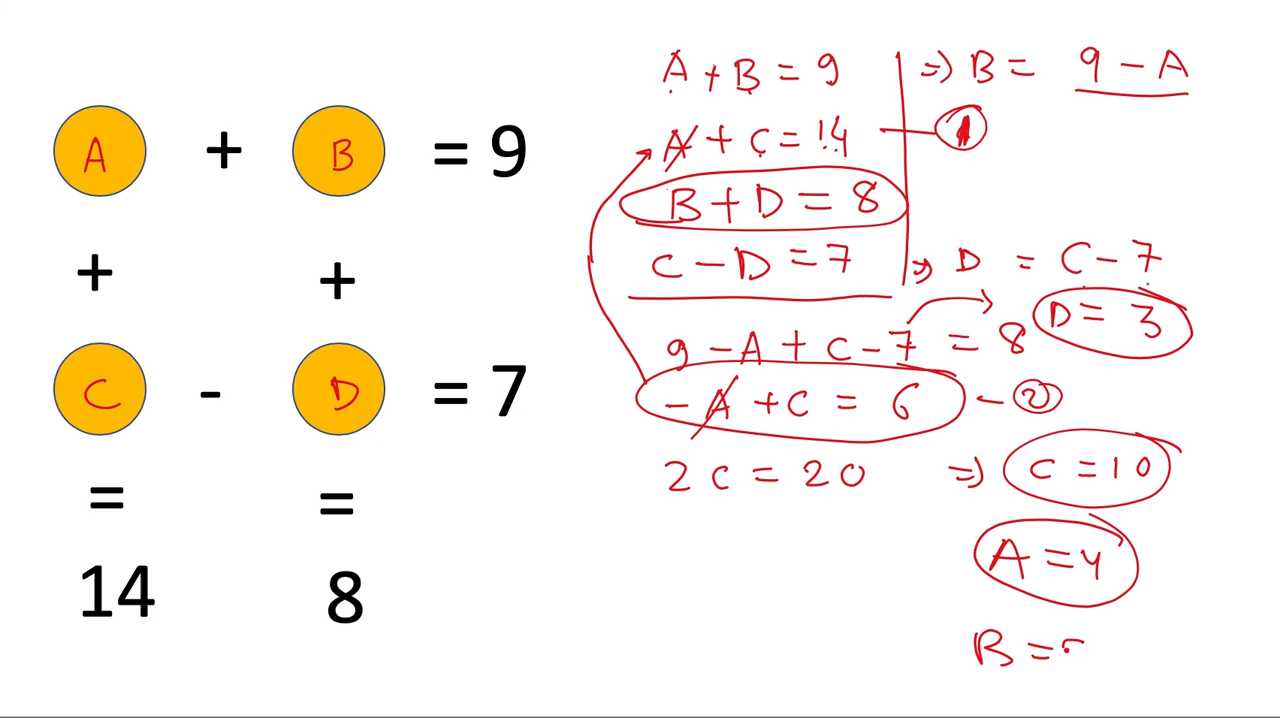 A + B = 9
+ +
C - D = 7
= =
14 8
A + B = 9 => B = 9 - A
A + C = 14 — 1
B + D = 8
C - D = 7 => D = C - 7
D = 3
9 - A + C - 7 = 8
- A + C = 6 — 2
2C = 20 => C = 10
A = 4
B =